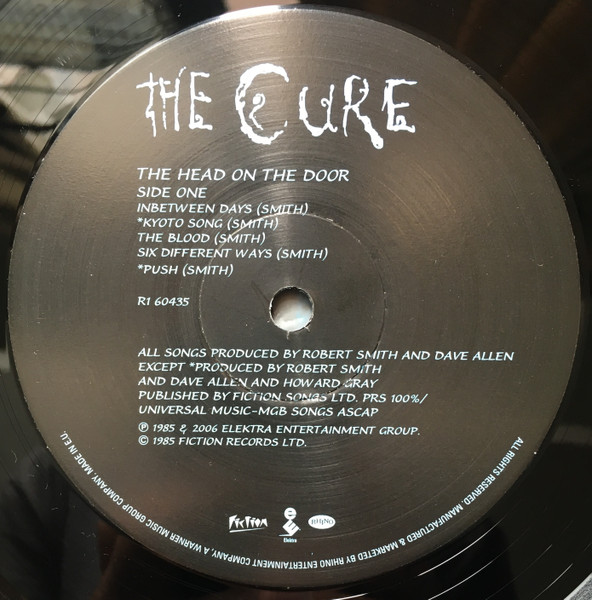 THE CURE
THE HEAD ON THE DOOR
SIDE ONE
INBETWEEN DAYS (SMITH)
*KYOTO SONG (SMITH)
THE BLOOD (SMITH)
SIX DIFFERENT WAYS (SMITH)
*PUSH (SMITH)
R1 60435
ALL SONGS PRODUCED BY ROBERT SMITH AND DAVE ALLEN
EXCEPT *PRODUCED BY ROBERT SMITH
AND DAVE ALLEN AND HOWARD GRAY
PUBLISHED BY FICTION SONGS LTD. PRS 100%/
UNIVERSAL MUSIC-MGB SONGS ASCAP
℗ 1985 & 2006 ELEKTRA ENTERTAINMENT GROUP.
© 1985 FICTION RECORDS LTD.
FICTION
Elektra
RHINO
ALL RIGHTS RESERVED. MANUFACTURED & MARKETED BY RHINO ENTERTAINMENT COMPANY, A WARNER MUSIC GROUP COMPANY. MADE IN E.U.